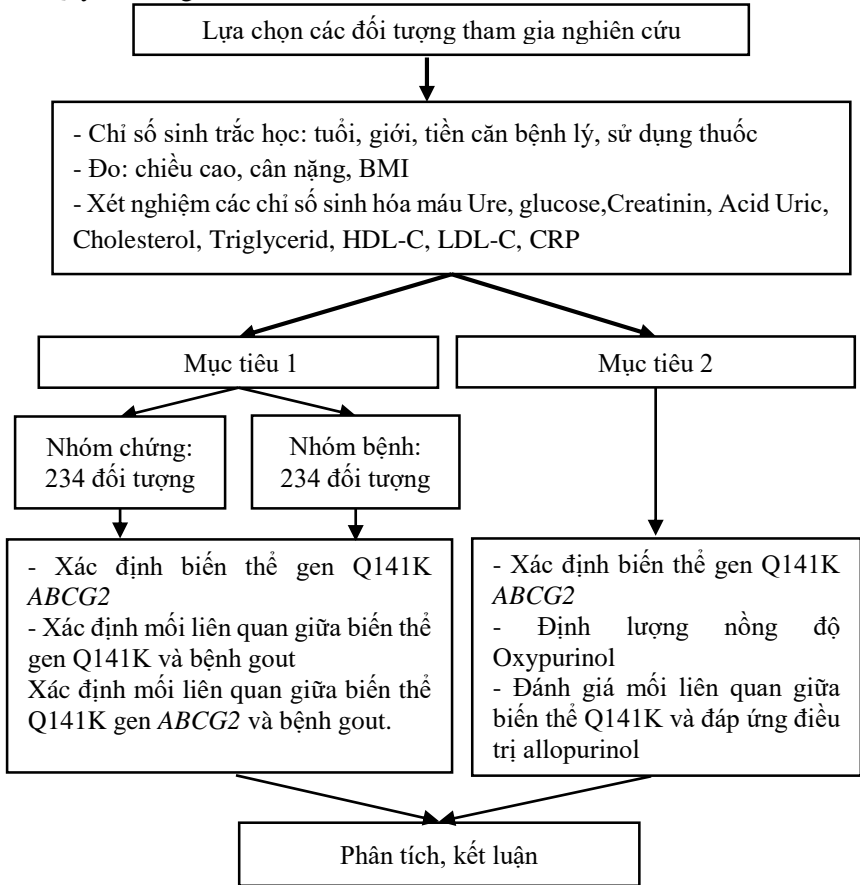 Lựa chọn các đối tượng tham gia nghiên cứu
- Chỉ số sinh trắc học: tuổi, giới, tiền căn bệnh lý, sử dụng thuốc
- Đo: chiều cao, cân nặng, BMI
- Xét nghiệm các chỉ số sinh hóa máu Ure, glucose,Creatinin, Acid Uric,
Cholesterol, Triglycerid, HDL-C, LDL-C, CRP
Mục tiêu 1
Mục tiêu 2
Nhóm chứng:
234 đối tượng
Nhóm bệnh:
234 đối tượng
- Xác định biến thể gen Q141K
ABCG2
- Xác định mối liên quan giữa biến thể
gen Q141K và bệnh gout
Xác định mối liên quan giữa biến thể
Q141K gen ABCG2 và bệnh gout.
- Xác định biến thể gen Q141K
ABCG2
- Định lượng nồng độ
Oxypurinol
- Đánh giá mối liên quan giữa
biến thể Q141K và đáp ứng điều
trị allopurinol
Phân tích, kết luận